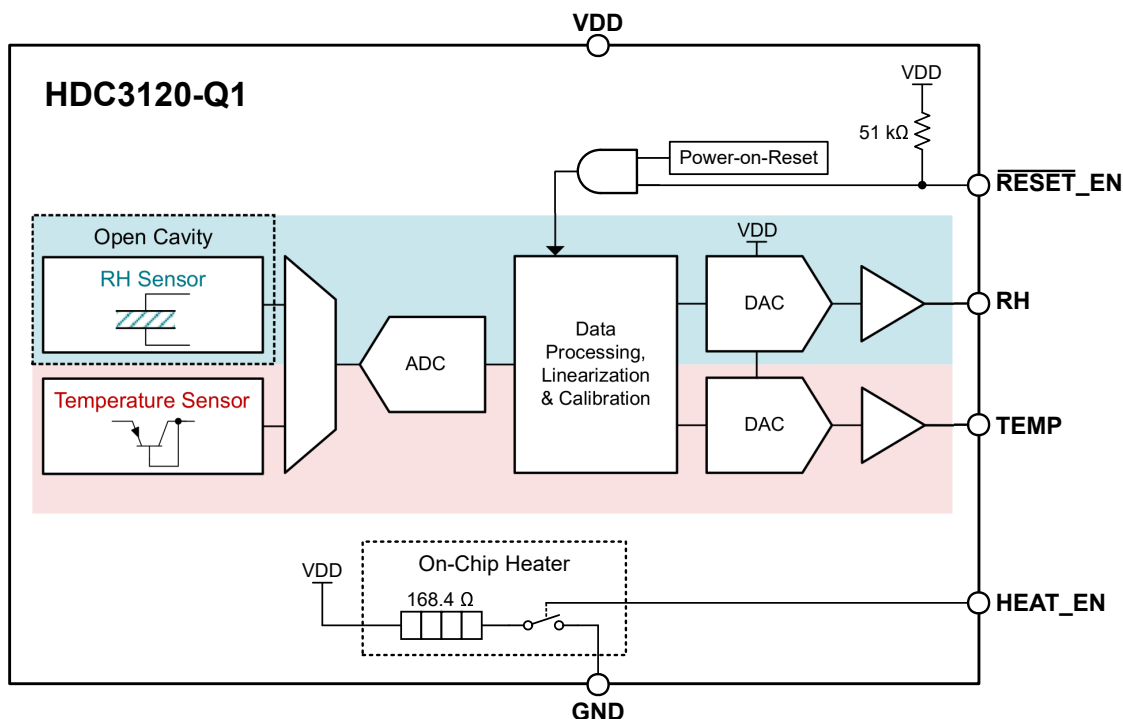 VDD
HDC3120-Q1
VDD
51 kΩ
Power-on-Reset
RESET_EN
Open Cavity
RH Sensor
VDD
DAC
RH
Data
Processing,
Linearization
& Calibration
ADC
Temperature Sensor
DAC
TEMP
On-Chip Heater
VDD
168.4 Ω
HEAT_EN
GND